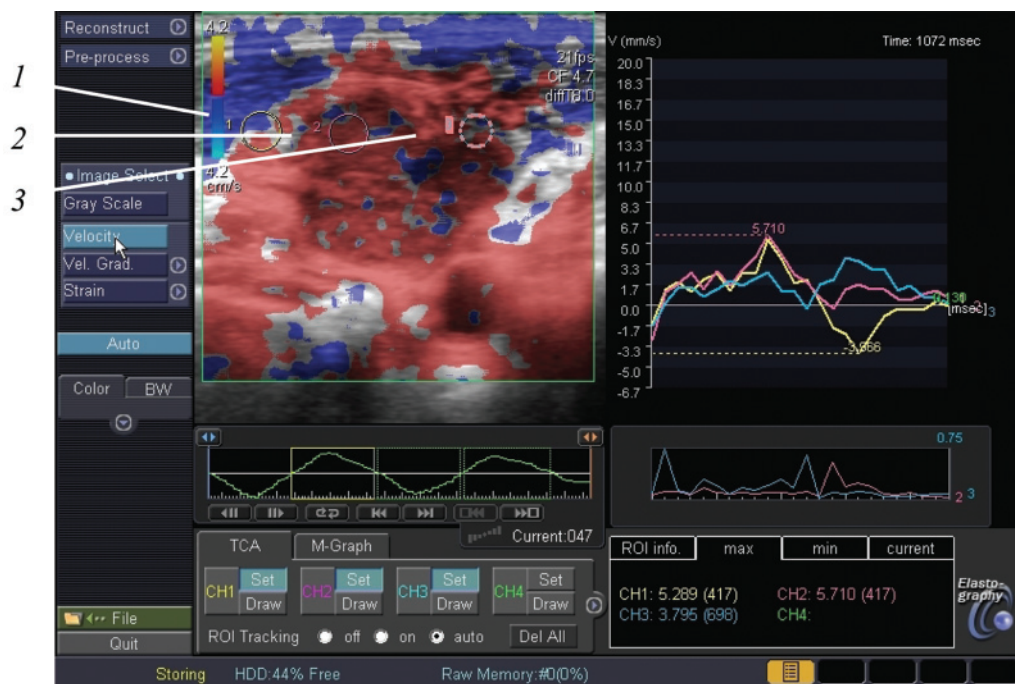 Reconstruct
Pre-process
1
2
3
Image Select
Gray Scale
Velocity
Vel. Grad.
Strain
Auto
Color BW
File
Quit
4.2
4.2
cm/s
1
2
21fps
CF 4.7
diffT8.0
V (mm/s)
Time: 1072 msec
20.0
18.3
16.7
15.0
13.3
11.7
10.0
8.3
6.7
5.0
3.3
1.7
0.0
-1.7
-3.3
-5.0
-6.7
5.710
[msec]
3
0.75
2 3
Current:047
TCA M-Graph
CH1 Set CH2 Set CH3 Set CH4 Set
Draw Draw Draw Draw
ROI Tracking off on auto Del All
ROI info. max min current
CH1: 5.289 (417) CH2: 5.710 (417)
CH3: 3.795 (698) CH4:
Elasto-
graphy
Storing HDD:44% Free Raw Memory:#0(0%)